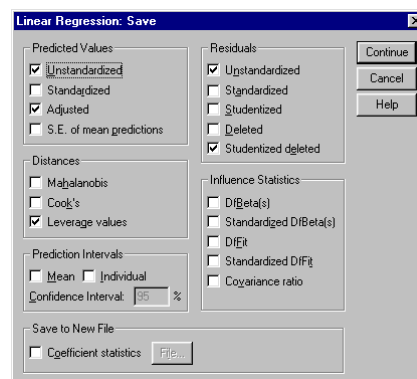 Linear Regression: Save
Predicted Values
Unstandardized
Standardized
Adjusted
S.E. of mean predictions
Distances
Mahalanobis
Cook's
Leverage values
Prediction Intervals
Mean Individual
Confidence Interval: 95 %
Save to New File
Coefficient statistics File...
Residuals
Unstandardized
Standardized
Studentized
Deleted
Studentized deleted
Influence Statistics
DfBeta(s)
Standardized DfBeta(s)
DfFit
Standardized DfFit
Covariance ratio
Continue
Cancel
Help